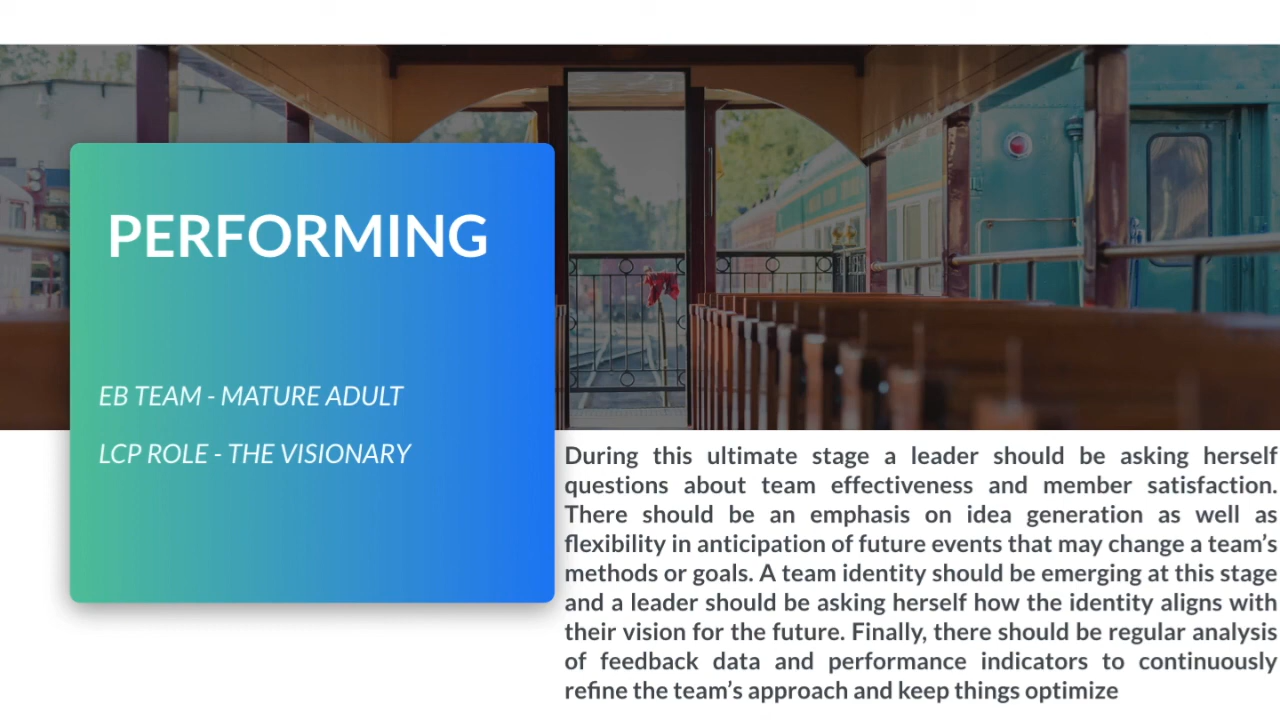 PERFORMING
EB TEAM - MATURE ADULT
LCP ROLE - THE VISIONARY
During this ultimate stage a leader should be asking herself
questions about team effectiveness and member satisfaction.
There should be an emphasis on idea generation as well as
flexibility in anticipation of future events that may change a team’s
methods or goals. A team identity should be emerging at this stage
and a leader should be asking herself how the identity aligns with
their vision for the future. Finally, there should be regular analysis
of feedback data and performance indicators to continuously
refine the team’s approach and keep things optimize